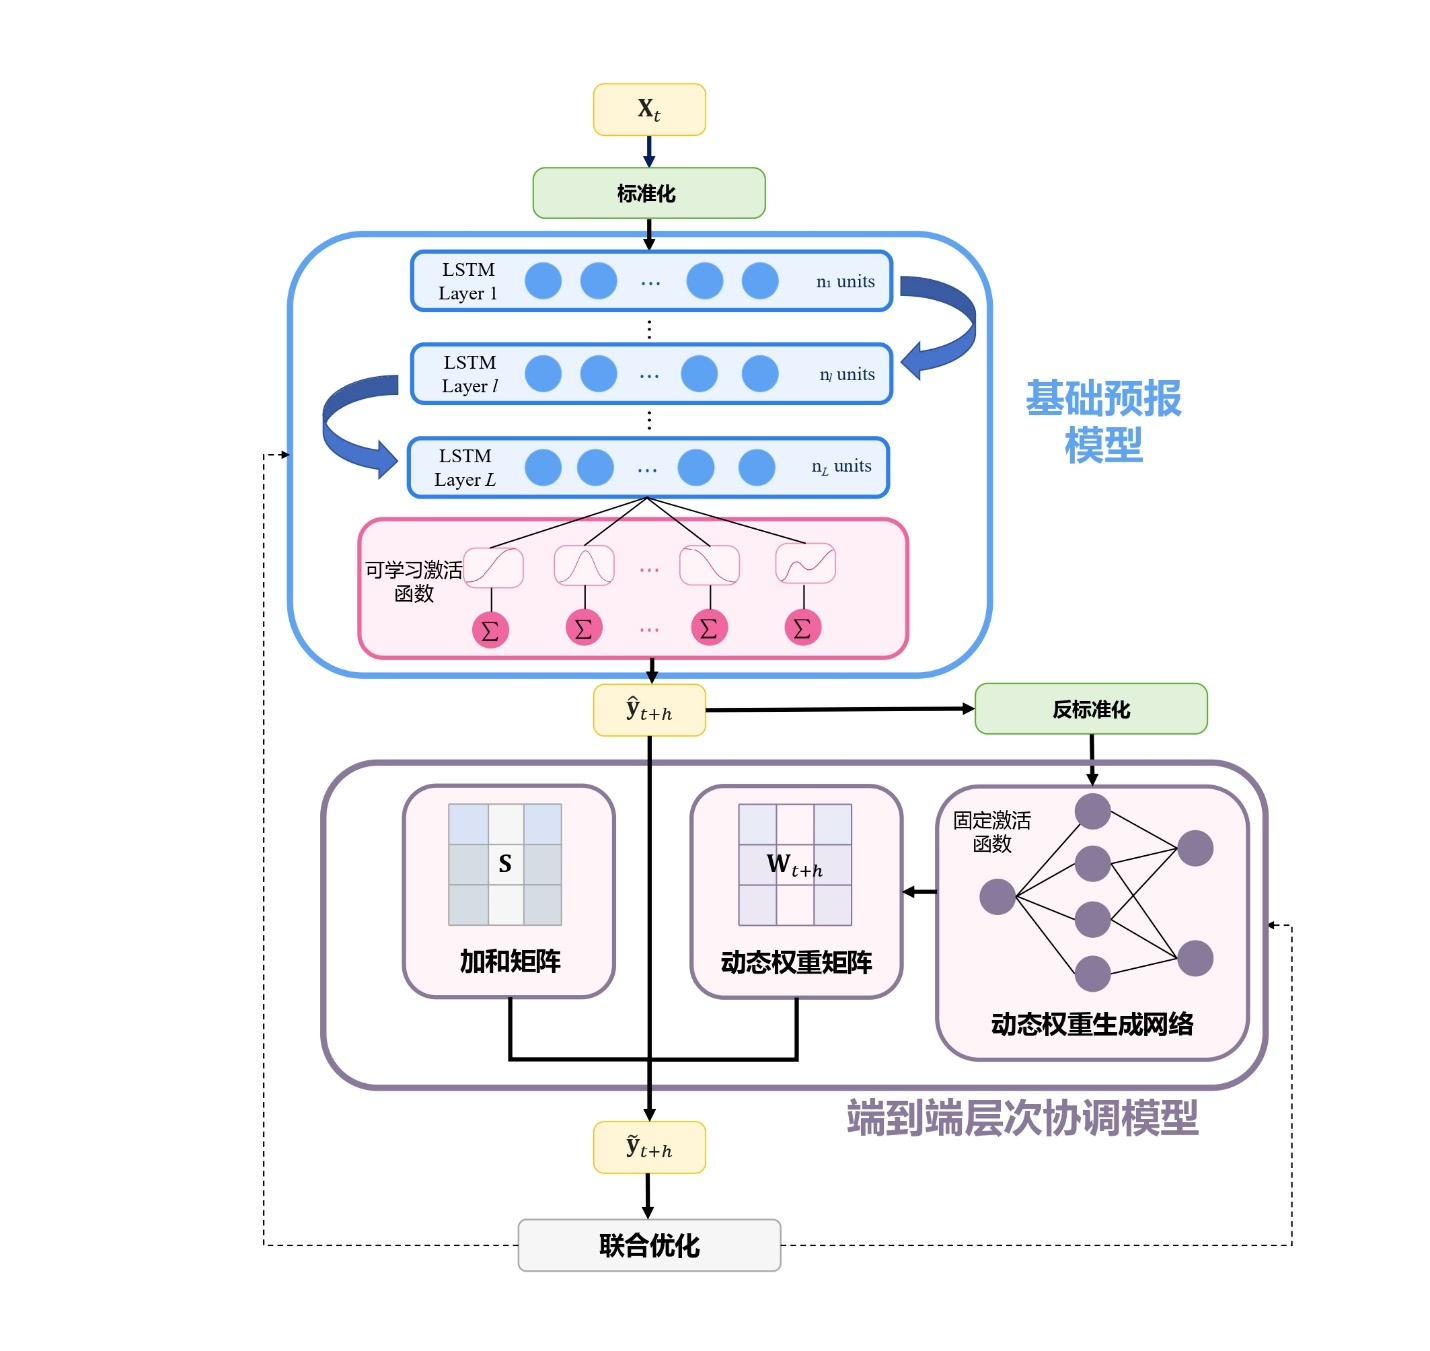 X_t
标准化
LSTM
Layer 1
…
n₁ units
⋮
LSTM
Layer l
…
n_l units
⋮
LSTM
Layer L
…
n_L units
基础预报
模型
可学习激活
函数
…
Σ Σ … Σ Σ
ŷ_{t+h}
反标准化
S
加和矩阵
W_{t+h}
动态权重矩阵
固定激活
函数
动态权重生成网络
端到端层次协调模型
ỹ_{t+h}
联合优化